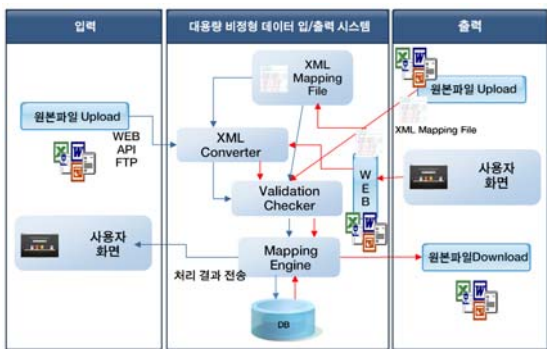 입력
대용량 비정형 데이터 입/출력 시스템
출력
원본파일 Upload
WEB
API
FTP
사용자
화면
처리 결과 전송
XML
Mapping
File
XML
Converter
Validation
Checker
Mapping
Engine
DB
W
E
B
원본파일 Upload
XML Mapping File
사용자
화면
원본파일Download